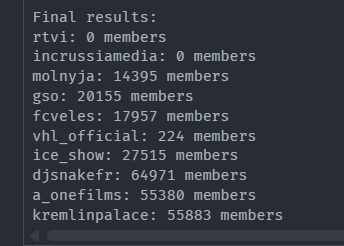 Final results:
rtvi: 0 members
incrussiamedia: 0 members
molnyja: 14395 members
gso: 20155 members
fcveles: 17957 members
vhl_official: 224 members
ice_show: 27515 members
djsnakefr: 64971 members
a_onefilms: 55380 members
kremlinpalace: 55883 members